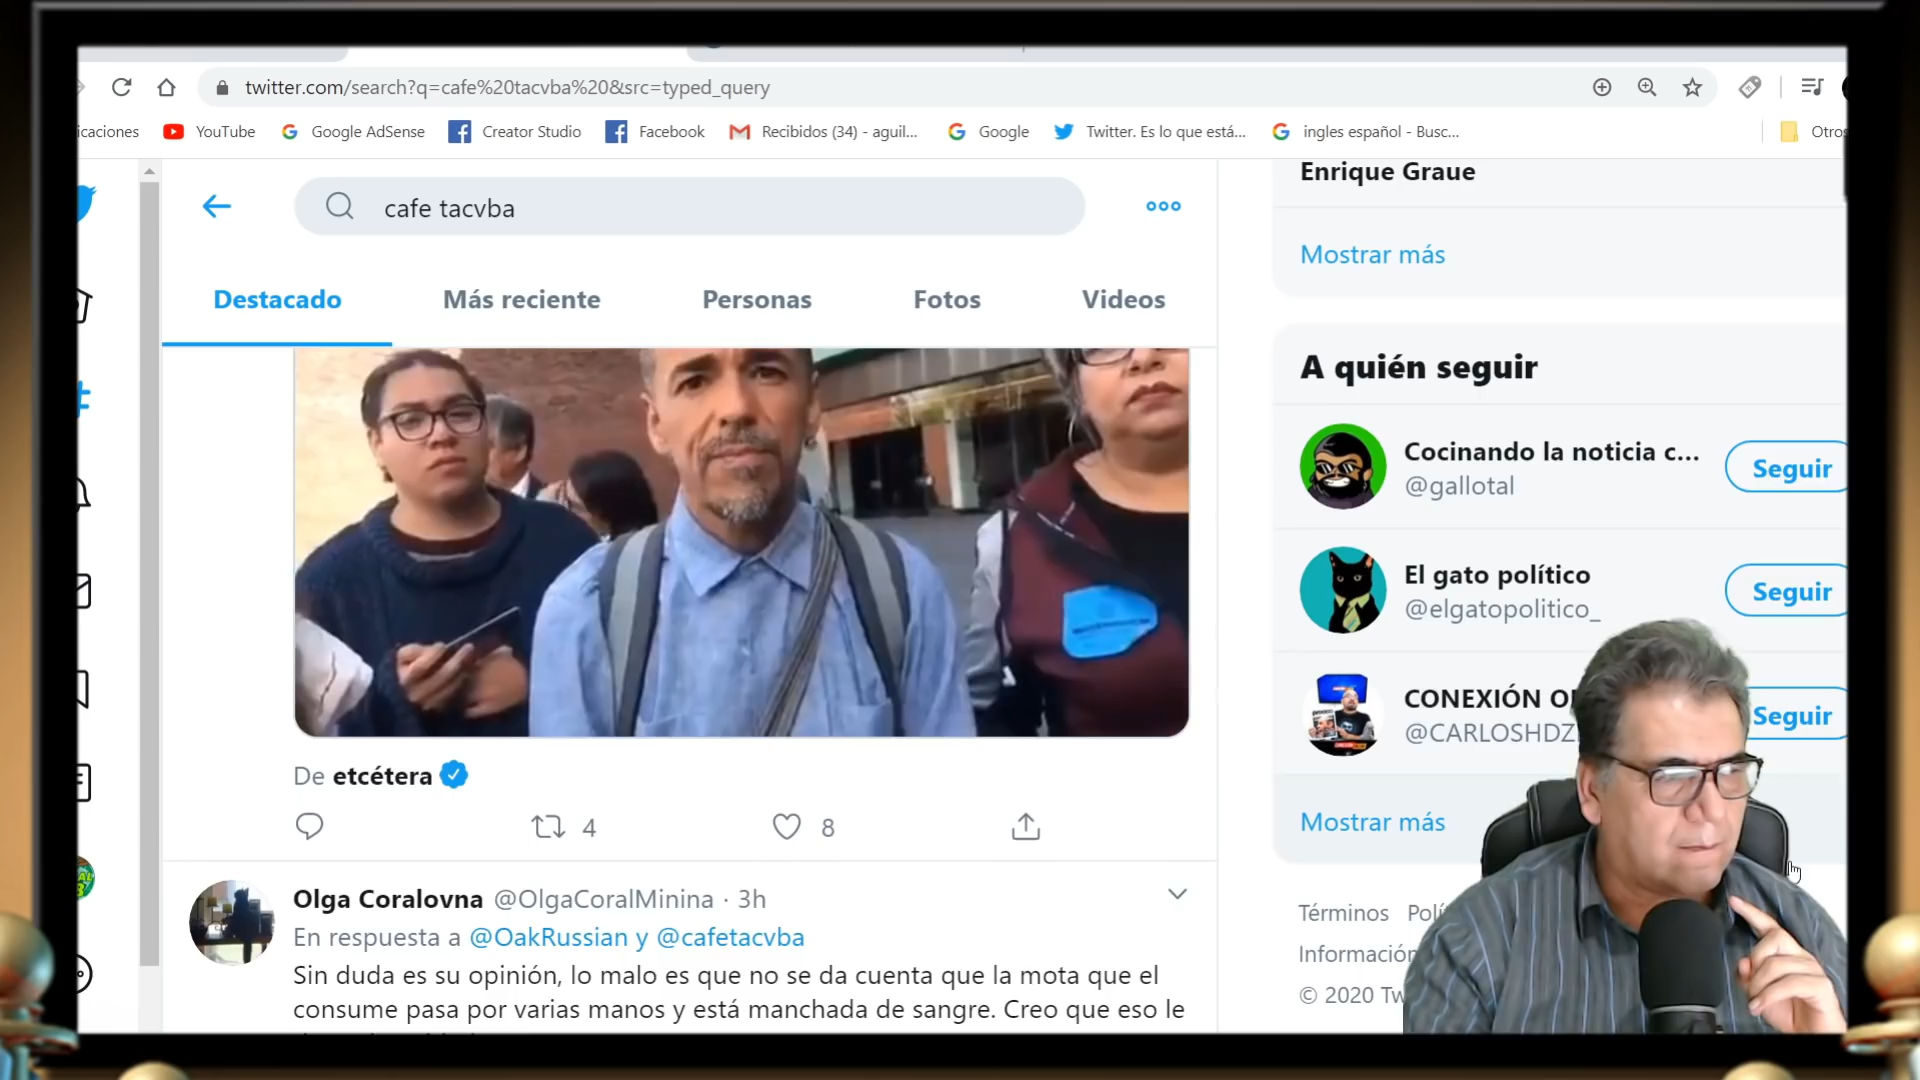 twitter.com/search?q=cafe%20tacvba%20&src=typed_query
icaciones YouTube Google AdSense Creator Studio Facebook Recibidos (34) - aguil... Google Twitter. Es lo que está... ingles español - Busc... Otros
cafe tacvba
Destacado Más reciente Personas Fotos Videos
De etcétera
4 8
Olga Coralovna @OlgaCoralMinina · 3h
En respuesta a @OakRussian y @cafetacvba
Sin duda es su opinión, lo malo es que no se da cuenta que la mota que el
consume pasa por varias manos y está manchada de sangre. Creo que eso le
Enrique Graue
Mostrar más
A quién seguir
Cocinando la noticia c...
@gallotal
Seguir
El gato político
@elgatopolitico_
Seguir
CONEXIÓN
@CARLOSHDZ
Seguir
Mostrar más
Términos Polí
Información
© 2020 Tw